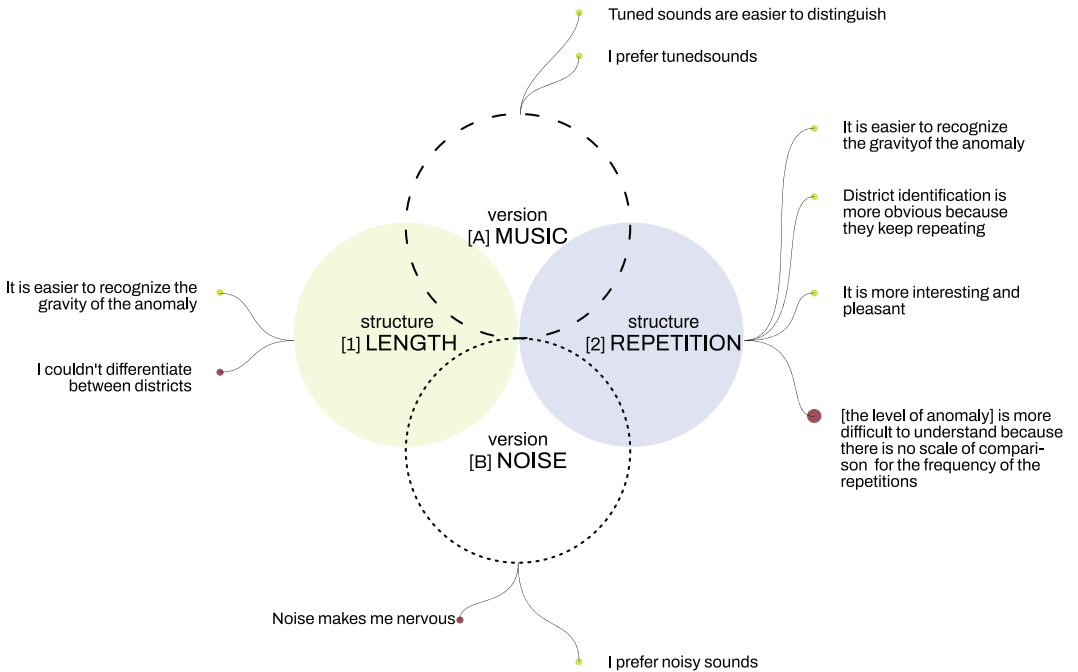 Tuned sounds are easier to distinguish
I prefer tunedsounds
It is easier to recognize
the gravityof the anomaly
District identification is
more obvious because
they keep repeating
It is more interesting and
pleasant
[the level of anomaly] is more
difficult to understand because
there is no scale of compari-
son  for the frequency of the
repetitions
version
[A] MUSIC
It is easier to recognize the
gravity of the anomaly
I couldn't differentiate
between districts
structure
[1] LENGTH
structure
[2] REPETITION
version
[B] NOISE
Noise makes me nervous
I prefer noisy sounds